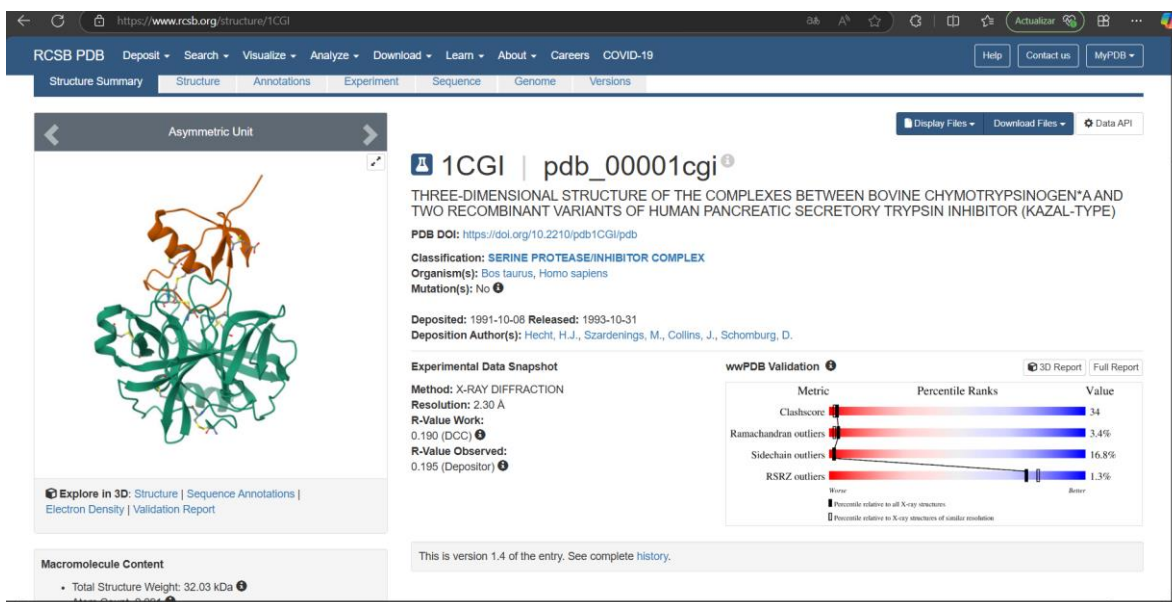 https://www.rcsb.org/structure/1CGI
Actualizar
RCSB PDB Deposit Search Visualize Analyze Download Learn About Careers COVID-19 Help Contact us MyPDB
Structure Summary Structure Annotations Experiment Sequence Genome Versions
Asymmetric Unit
Display Files Download Files Data API
1CGI | pdb_00001cgi
THREE-DIMENSIONAL STRUCTURE OF THE COMPLEXES BETWEEN BOVINE CHYMOTRYPSINOGEN*A AND
TWO RECOMBINANT VARIANTS OF HUMAN PANCREATIC SECRETORY TRYPSIN INHIBITOR (KAZAL-TYPE)
PDB DOI: https://doi.org/10.2210/pdb1CGI/pdb
Classification: SERINE PROTEASE/INHIBITOR COMPLEX
Organism(s): Bos taurus, Homo sapiens
Mutation(s): No
Deposited: 1991-10-08 Released: 1993-10-31
Deposition Author(s): Hecht, H.J., Szardenings, M., Collins, J., Schomburg, D.
Experimental Data Snapshot
Method: X-RAY DIFFRACTION
Resolution: 2.30 Å
R-Value Work:
0.190 (DCC)
R-Value Observed:
0.195 (Depositor)
wwPDB Validation 3D Report Full Report
Metric Percentile Ranks Value
Clashscore 34
Ramachandran outliers 3.4%
Sidechain outliers 16.8%
RSRZ outliers 1.3%
Worse Better
Percentile relative to all X-ray structures
Percentile relative to X-ray structures of similar resolution
Explore in 3D: Structure | Sequence Annotations |
Electron Density | Validation Report
This is version 1.4 of the entry. See complete history.
Macromolecule Content
• Total Structure Weight: 32.03 kDa